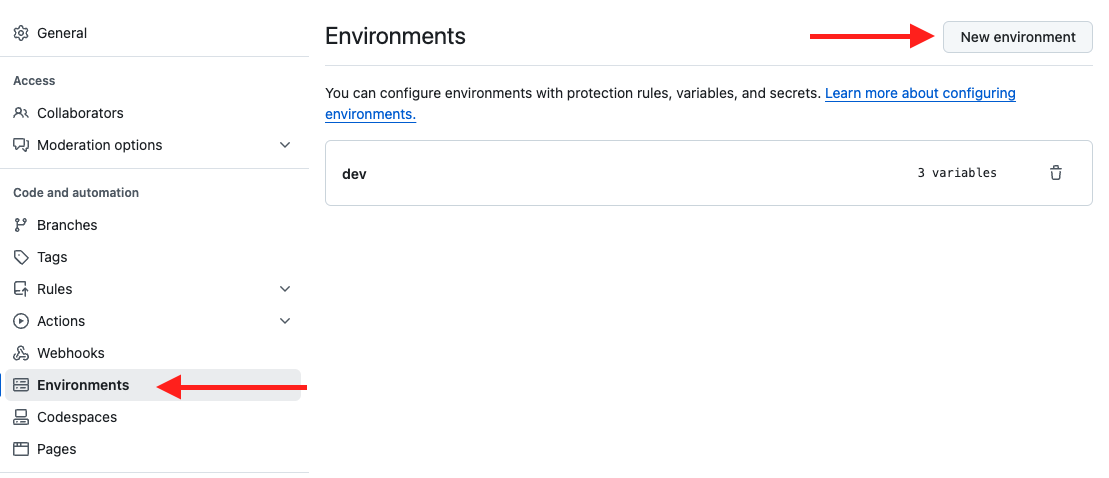 General
Access
Collaborators
Moderation options
Code and automation
Branches
Tags
Rules
Actions
Webhooks
Environments
Codespaces
Pages
Environments
New environment
You can configure environments with protection rules, variables, and secrets. Learn more about configuring
environments.
dev
3 variables